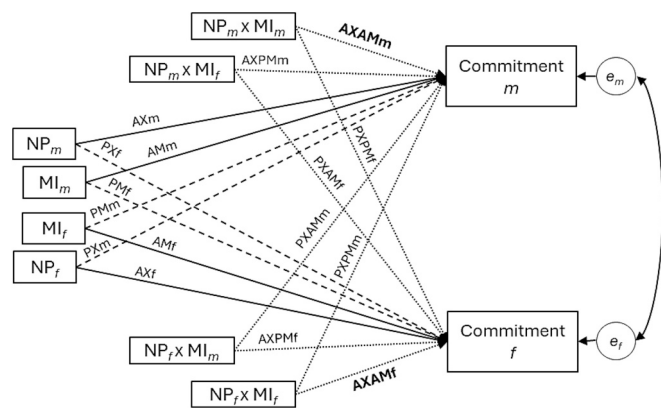 NPm x MIm
AXAMm
NPm x MIf
AXPMm
Commitment
m
em
NPm
AXm
PXf
AMm
MIm
PMf
PMm
MIf
PXm
NPf
AMf
AXf
PXPMf
PXAMf
PXAMm
PXPMm
Commitment
f
ef
NPf x MIm
AXPMf
NPf x MIf
AXAMf